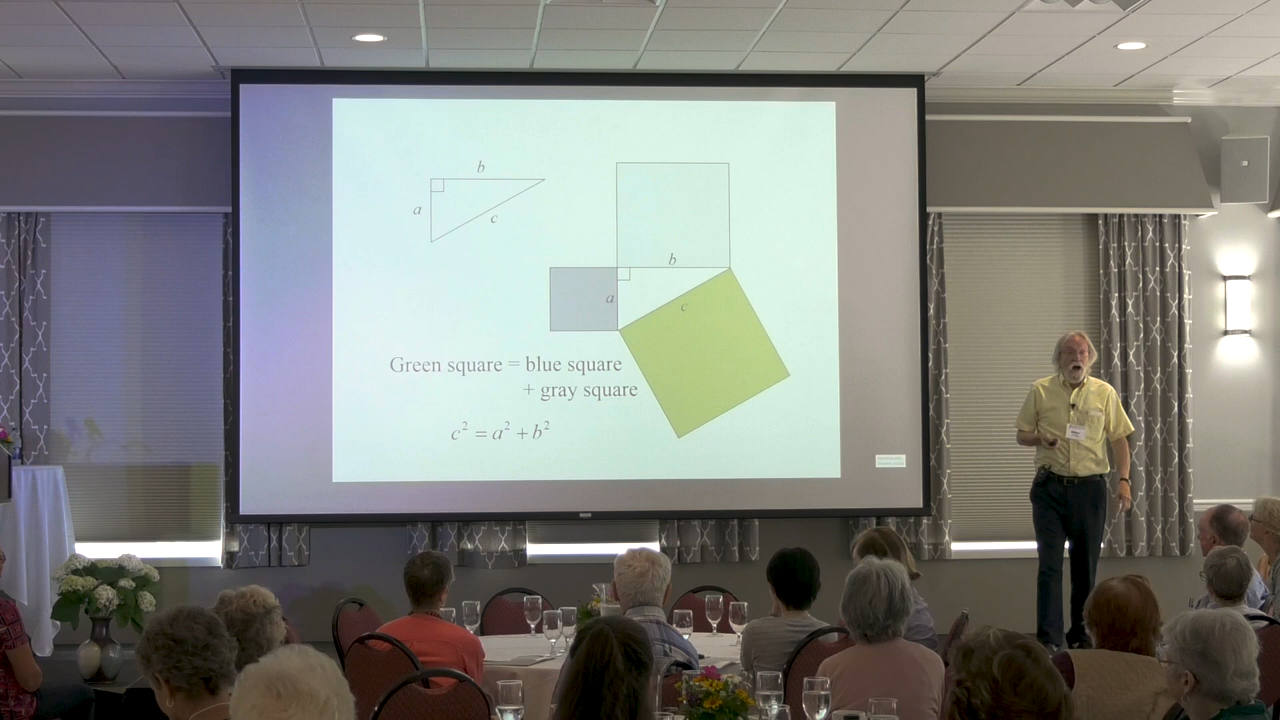 b
a
c
b
a
c
Green square = blue square
+ gray square
c² = a² + b²